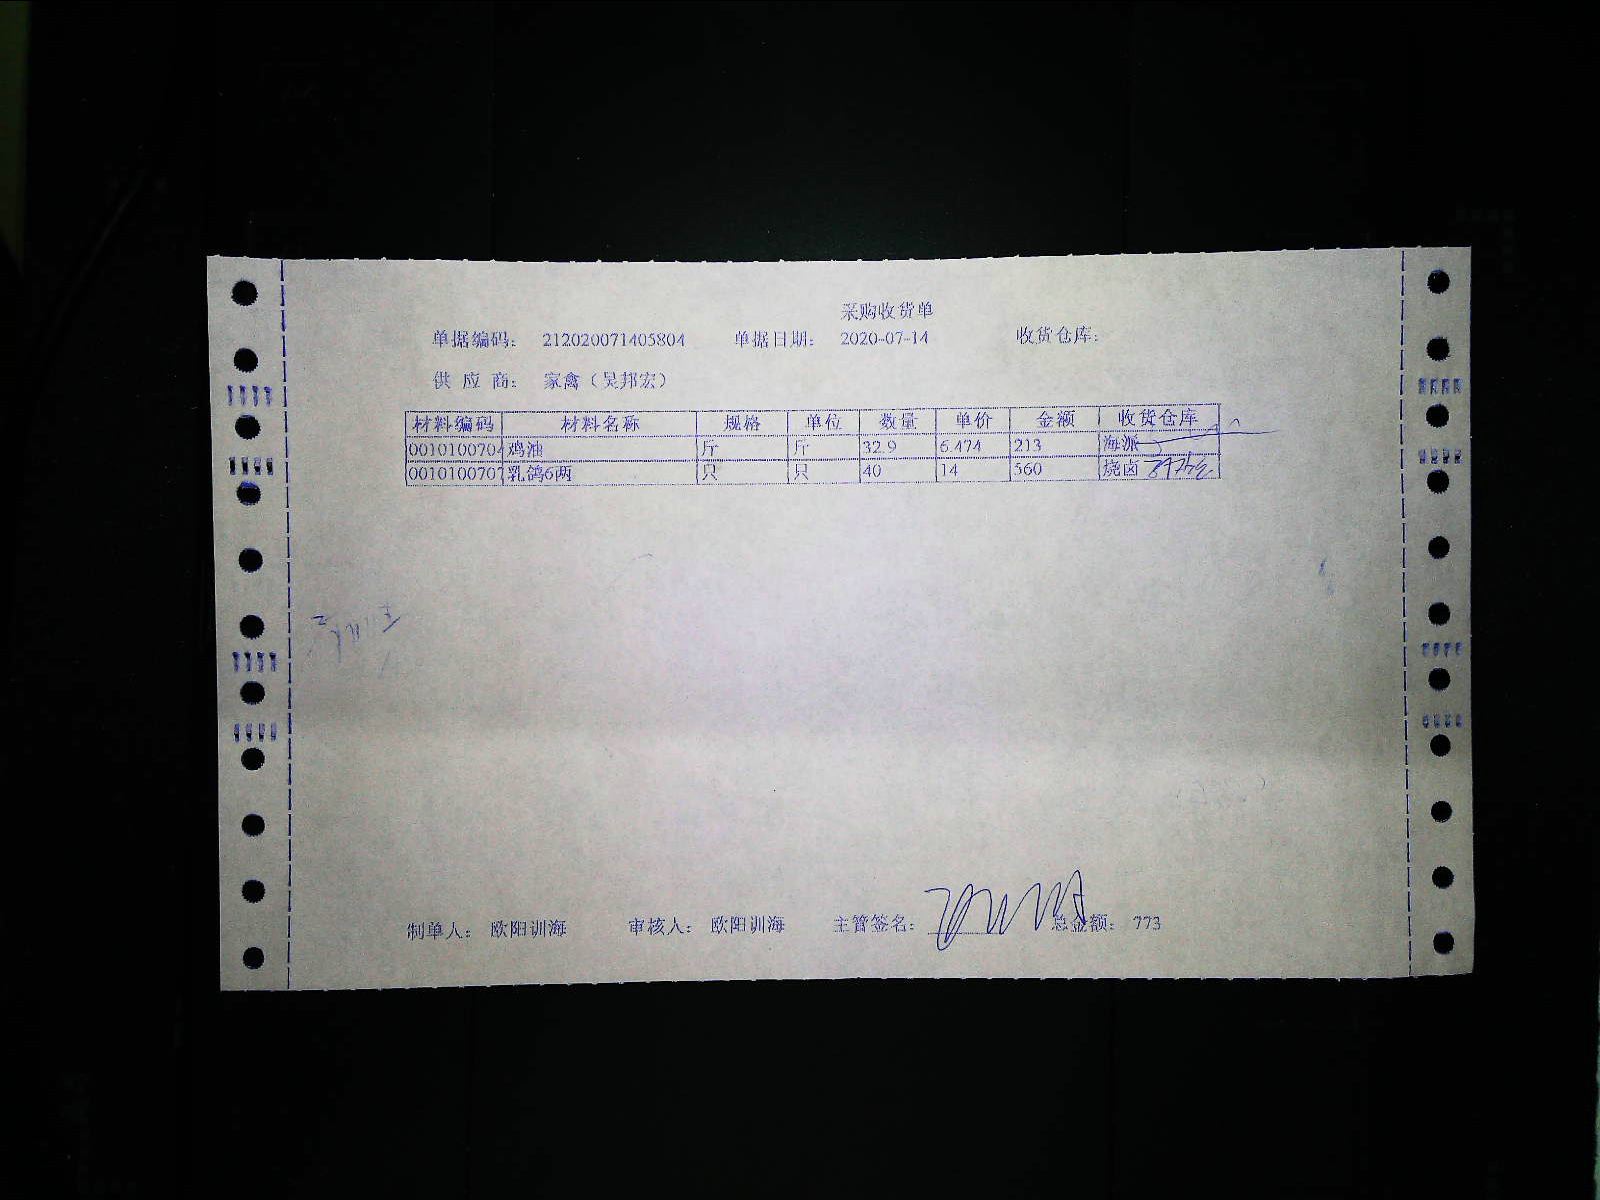 采购收货单
单据编码： 212020071405804 单据日期： 2020-07-14 收货仓库：
供 应 商： 家禽（吴邦宏）
材料编码 材料名称 规格 单位 数量 单价 金额 收货仓库
0010100704 鸡油 斤 斤 32.9 6.474 213 海派
0010100707 乳鸽6两 只 只 40 14 560 烧卤
制单人： 欧阳训海 审核人： 欧阳训海 主管签名： 总金额： 773